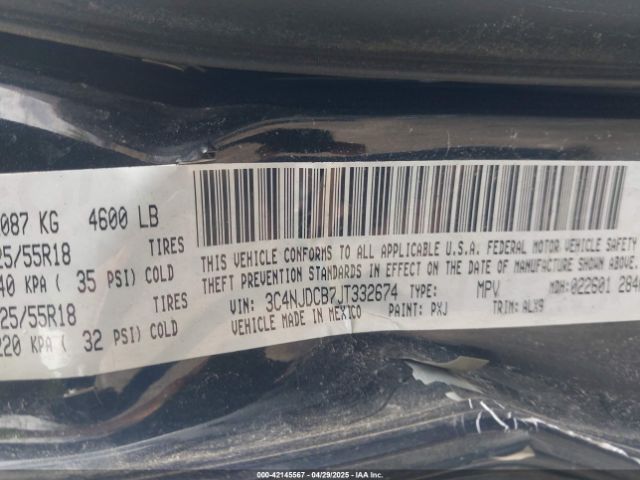 087 KG 4600 LB
25/55R18 TIRES
40 KPA ( 35 PSI) COLD
25/55R18 TIRES
220 KPA ( 32 PSI) COLD
THIS VEHICLE CONFORMS TO ALL APPLICABLE U.S.A. FEDERAL MOTOR VEHICLE SAFETY
THEFT PREVENTION STANDARDS IN EFFECT ON THE DATE OF MANUFACTURE SHOWN AB
VIN: 3C4NJDCB7JT332674 TYPE: MPV MDH: 022601 284
VEHICLE MADE IN MEXICO PAINT: PXJ TRIM: ALX9
00-42145567 | 04/29/2025 | IAA Inc.